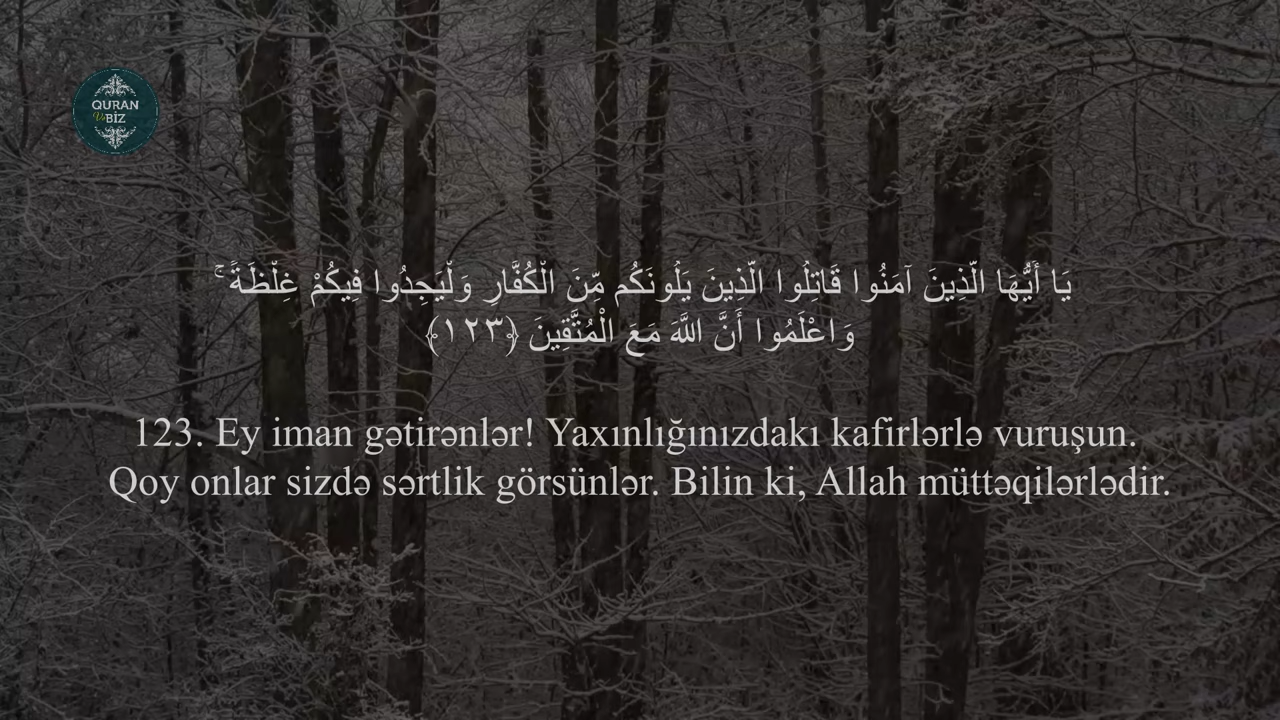 QURAN
Və BİZ
يَا أَيُّهَا الَّذِينَ آمَنُوا قَاتِلُوا الَّذِينَ يَلُونَكُم مِّنَ الْكُفَّارِ وَلْيَجِدُوا فِيكُمْ غِلْظَةً ۚ
وَاعْلَمُوا أَنَّ اللَّهَ مَعَ الْمُتَّقِينَ ﴿١٢٣﴾
123. Ey iman gətirənlər! Yaxınlığınızdakı kafirlərlə vuruşun.
Qoy onlar sizdə sərtlik görsünlər. Bilin ki, Allah müttəqilərlədir.